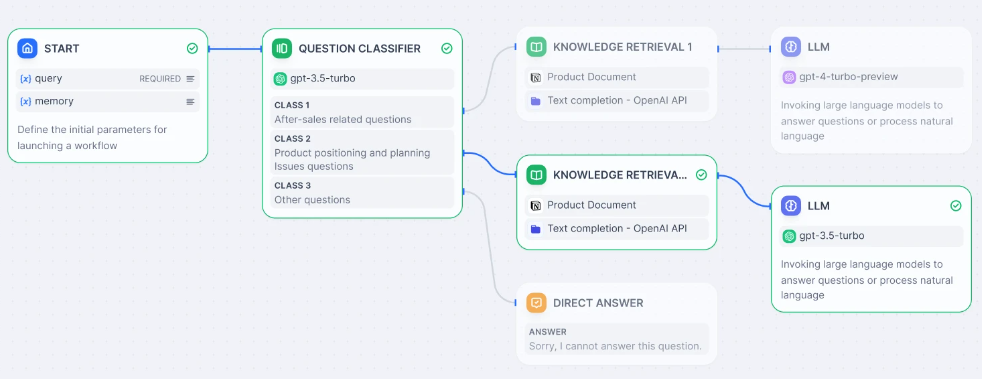 START
{x} query REQUIRED
{x} memory
Define the initial parameters for
launching a workflow
QUESTION CLASSIFIER
gpt-3.5-turbo
CLASS 1
After-sales related questions
CLASS 2
Product positioning and planning
Issues questions
CLASS 3
Other questions
KNOWLEDGE RETRIEVAL 1
Product Document
Text completion - OpenAI API
LLM
gpt-4-turbo-preview
Invoking large language models to
answer questions or process natural
language
KNOWLEDGE RETRIEVA...
Product Document
Text completion - OpenAI API
LLM
gpt-3.5-turbo
Invoking large language models to
answer questions or process natural
language
DIRECT ANSWER
ANSWER
Sorry, I cannot answer this question.